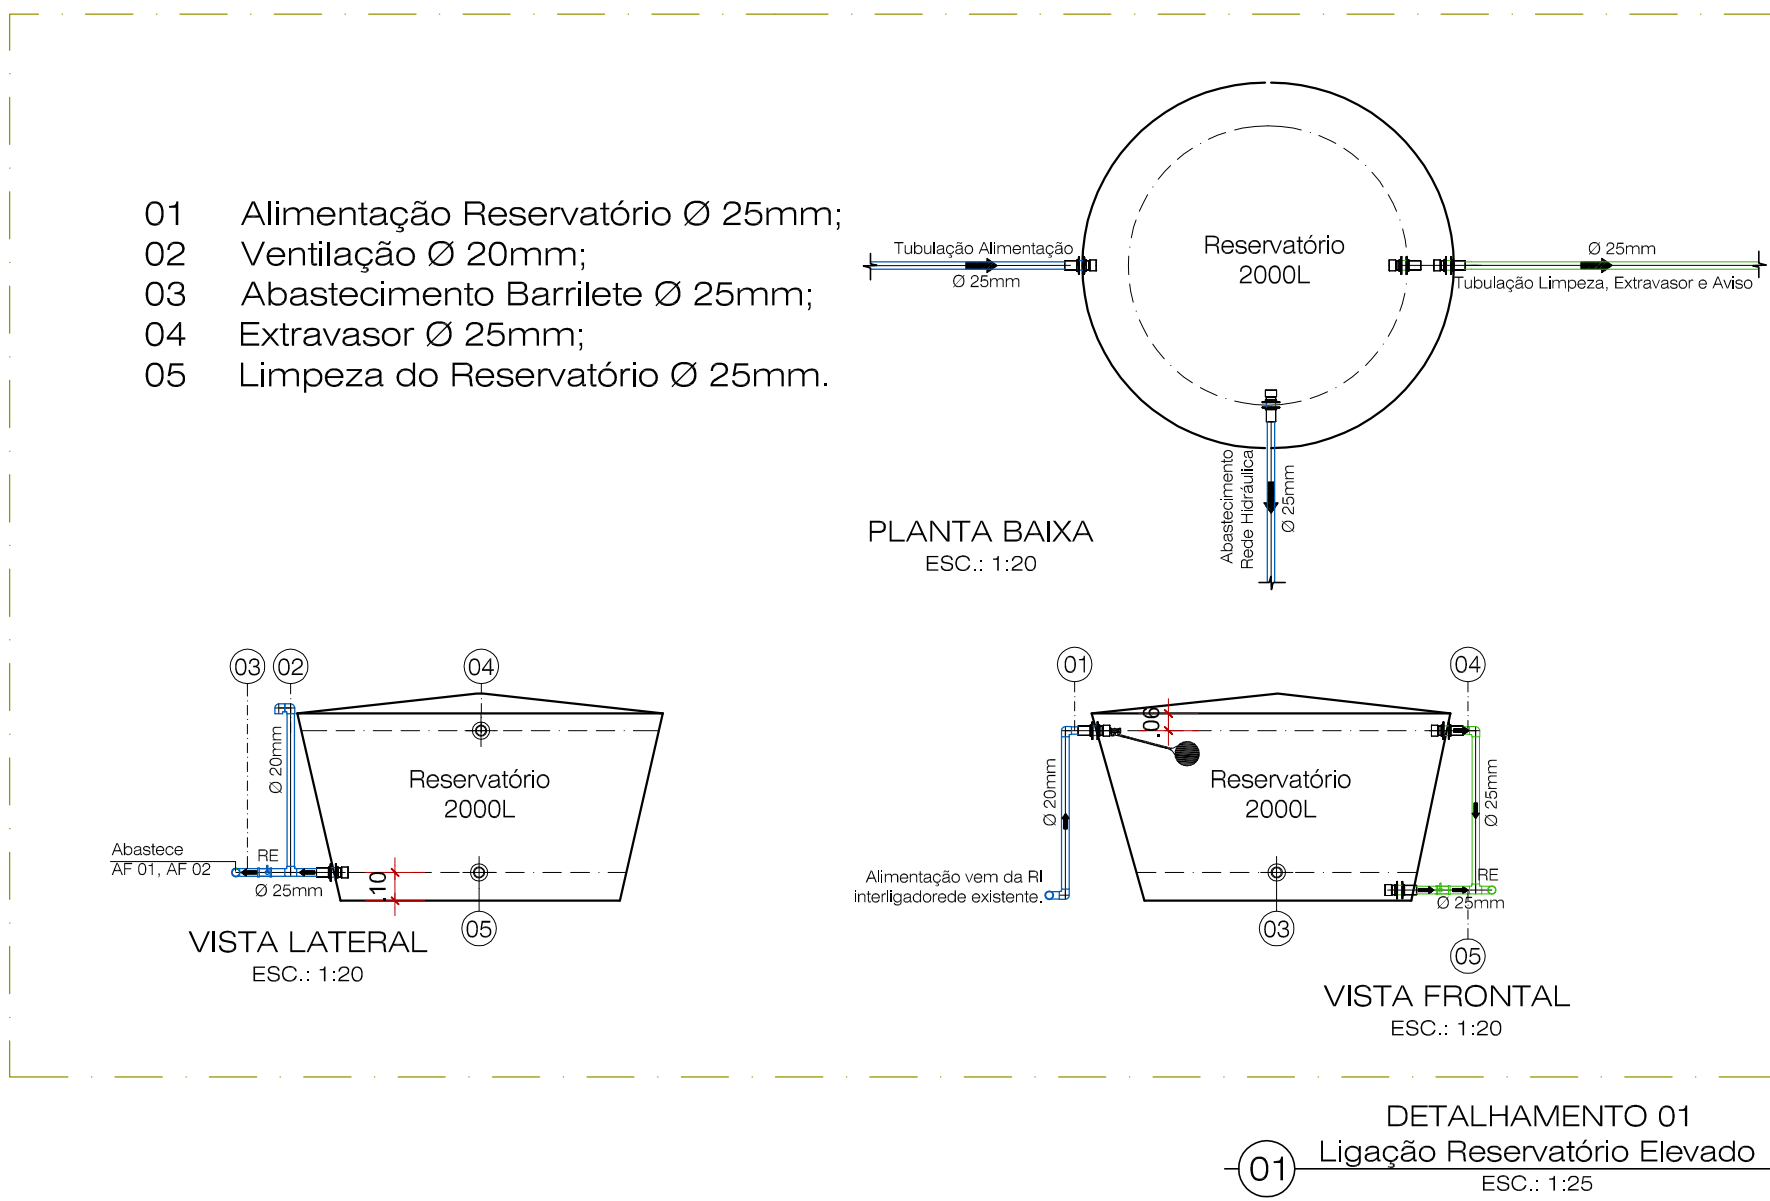 01 Alimentação Reservatório Ø 25mm;
02 Ventilação Ø 20mm;
03 Abastecimento Barrilete Ø 25mm;
04 Extravasor Ø 25mm;
05 Limpeza do Reservatório Ø 25mm.
Tubulação Alimentação
Ø 25mm
Reservatório
2000L
Ø 25mm
Tubulação Limpeza, Extravasor e Aviso
Abastecimento
Rede Hidráulica
Ø 25mm
PLANTA BAIXA
ESC.: 1:20
03
02
04
Ø 20mm
Reservatório
2000L
Abastece
AF 01, AF 02
RE
Ø 25mm
.10
05
VISTA LATERAL
ESC.: 1:20
01
04
.06
Ø 20mm
Reservatório
2000L
Ø 25mm
Alimentação vem da RI
interligadorede existente.
RE
Ø 25mm
03
05
VISTA FRONTAL
ESC.: 1:20
DETALHAMENTO 01
01 Ligação Reservatório Elevado
ESC.: 1:25